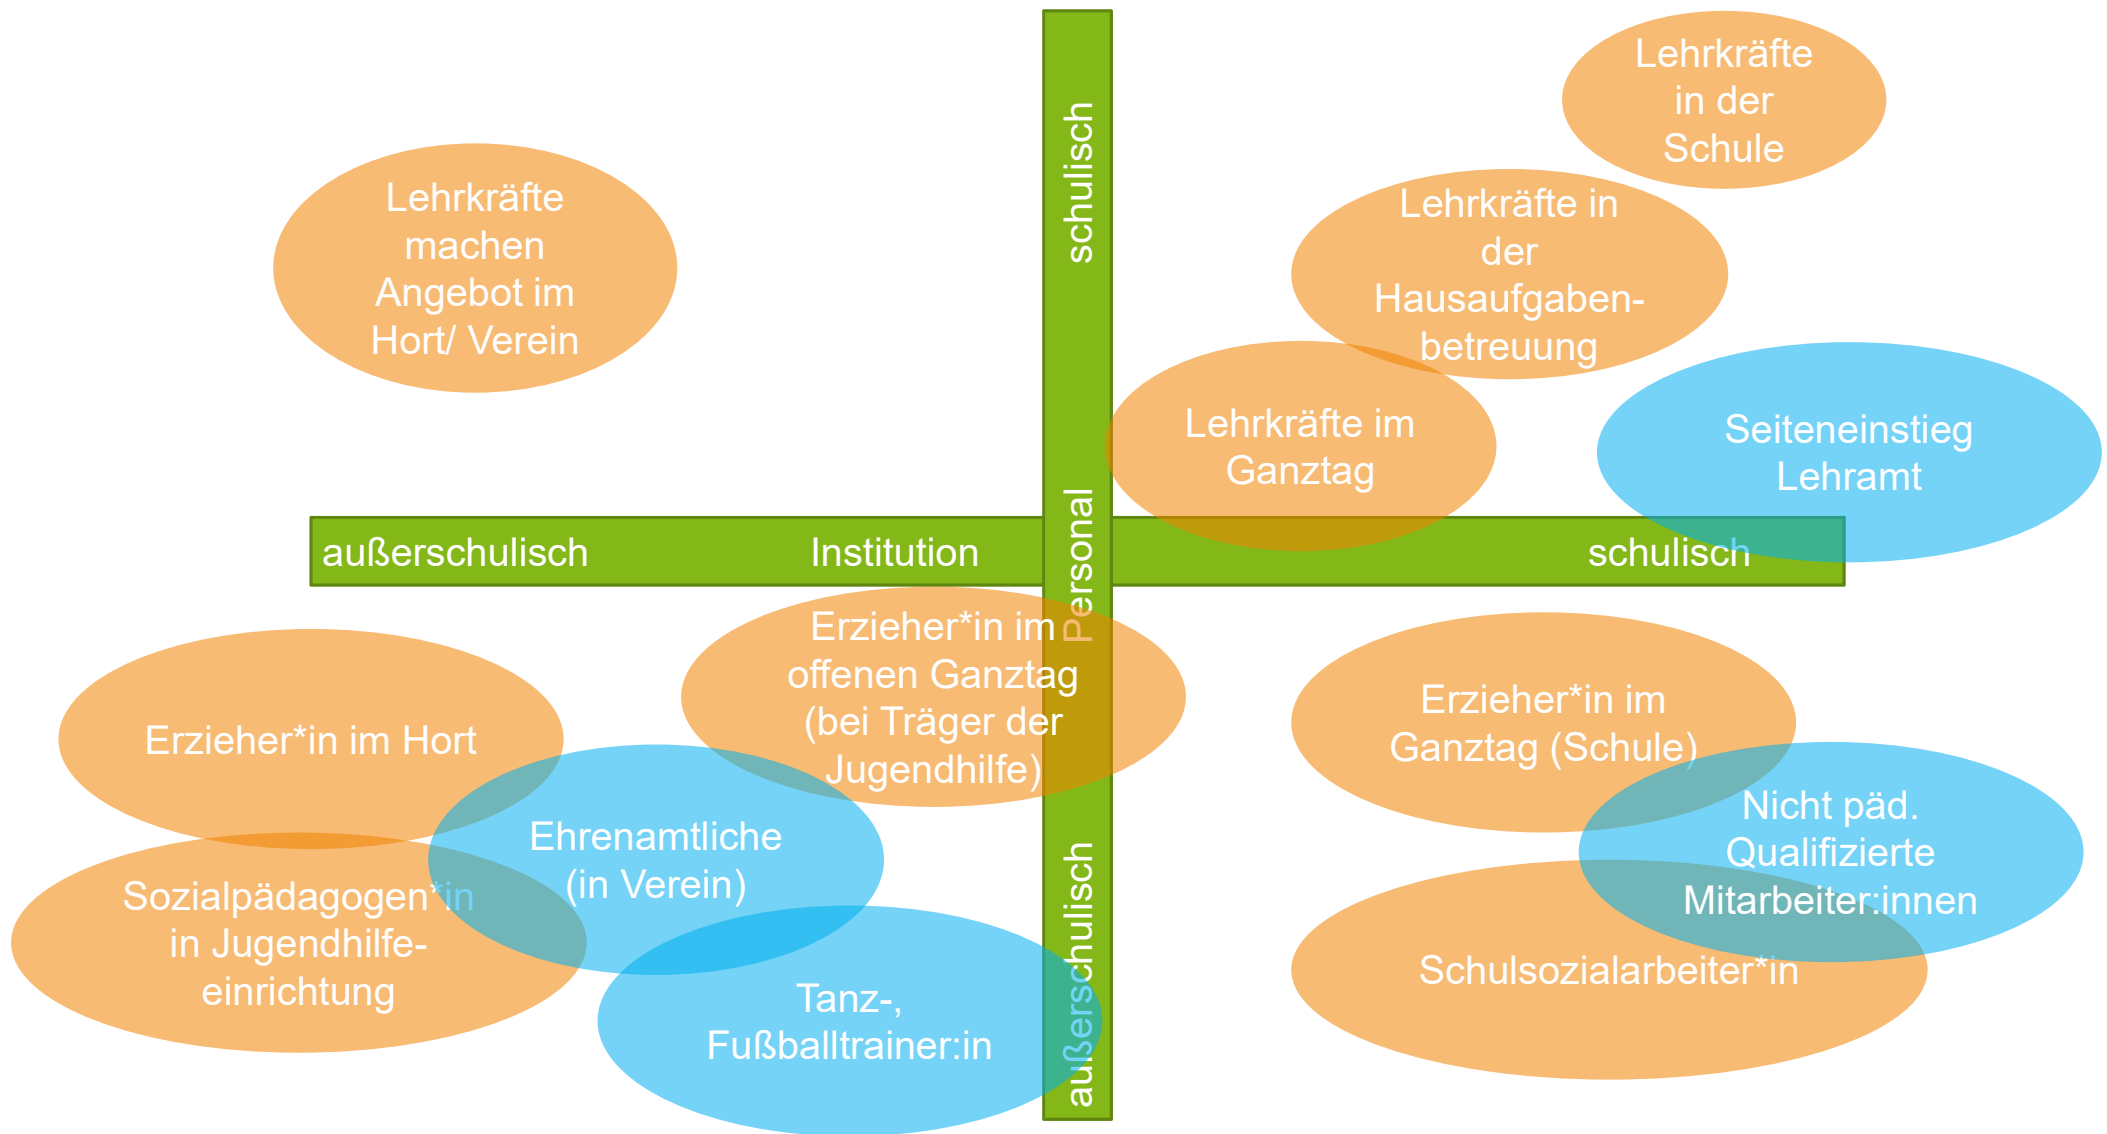 Lehrkräfte
in der
Schule
Lehrkräfte
machen
Angebot im
Hort/ Verein
schulisch
Lehrkräfte in
der
Hausaufgaben-
betreuung
Lehrkräfte im
Ganztag
Seiteneinstieg
Lehramt
außerschulisch
Institution
Personal
schulisch
Erzieher*in im
offenen Ganztag
(bei Träger der
Jugendhilfe)
Erzieher*in im Hort
Erzieher*in im
Ganztag (Schule)
Ehrenamtliche
(in Verein)
Nicht päd.
Qualifizierte
Mitarbeiter:innen
Sozialpädagogen*in
in Jugendhilfe-
einrichtung
außerschulisch
Schulsozialarbeiter*in
Tanz-,
Fußballtrainer:in